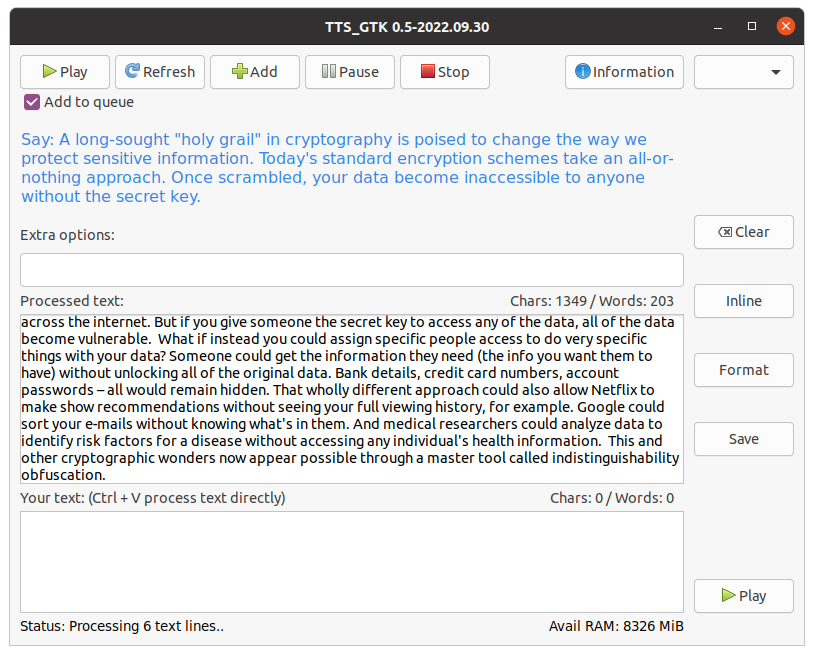 TTS_GTK 0.5-2022.09.30
Play
Refresh
Add
Pause
Stop
Information
Add to queue
Say: A long-sought "holy grail" in cryptography is poised to change the way we
protect sensitive information. Today's standard encryption schemes take an all-or-
nothing approach. Once scrambled, your data become inaccessible to anyone
without the secret key.
Clear
Extra options:
Processed text:
Chars: 1349 / Words: 203
Inline
across the internet. But if you give someone the secret key to access any of the data, all of the data
become vulnerable.  What if instead you could assign specific people access to do very specific
things with your data? Someone could get the information they need (the info you want them to
have) without unlocking all of the original data. Bank details, credit card numbers, account
passwords – all would remain hidden. That wholly different approach could also allow Netflix to
make show recommendations without seeing your full viewing history, for example. Google could
sort your e-mails without knowing what's in them. And medical researchers could analyze data to
identify risk factors for a disease without accessing any individual's health information.  This and
other cryptographic wonders now appear possible through a master tool called indistinguishability
obfuscation.
Format
Save
Your text: (Ctrl + V process text directly)
Chars: 0 / Words: 0
Play
Status: Processing 6 text lines..
Avail RAM: 8326 MiB